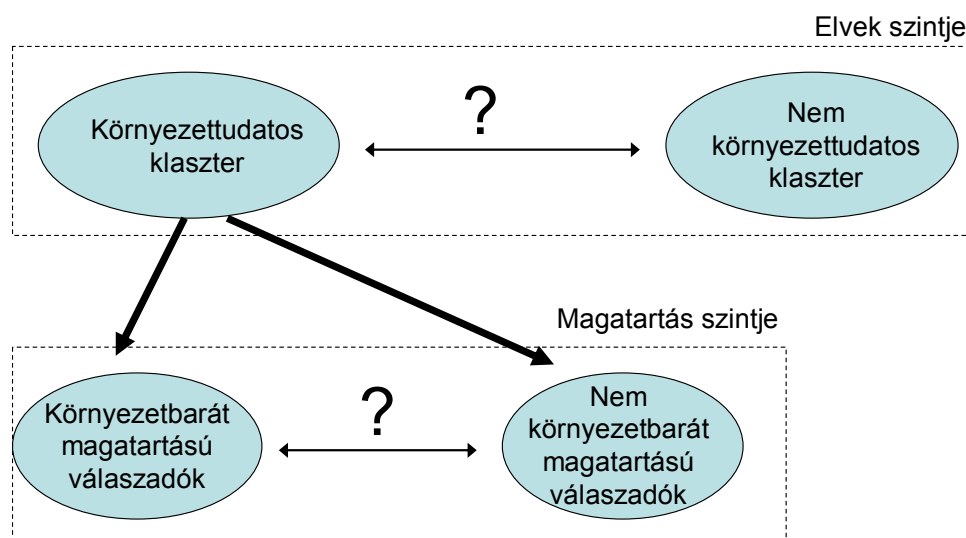 Elvek szintje
Környezettudatos
klaszter
?
Nem
környezettudatos
klaszter
Magatartás szintje
Környezetbarát
magatartású
válaszadók
?
Nem
környezetbarát
magatartású
válaszadók